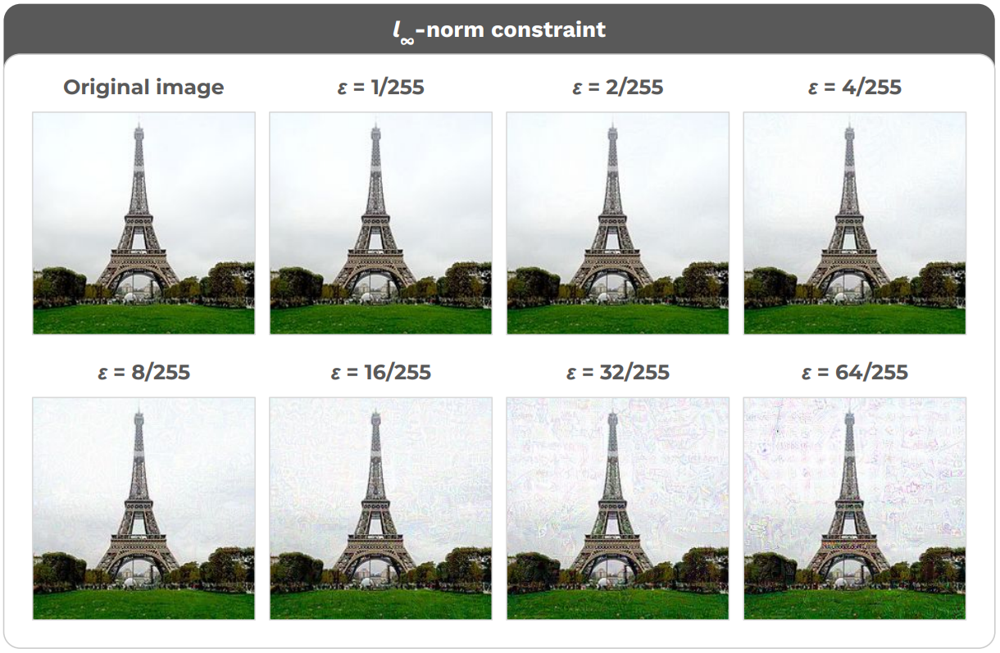 l∞-norm constraint
Original image
ε = 1/255
ε = 2/255
ε = 4/255
ε = 8/255
ε = 16/255
ε = 32/255
ε = 64/255